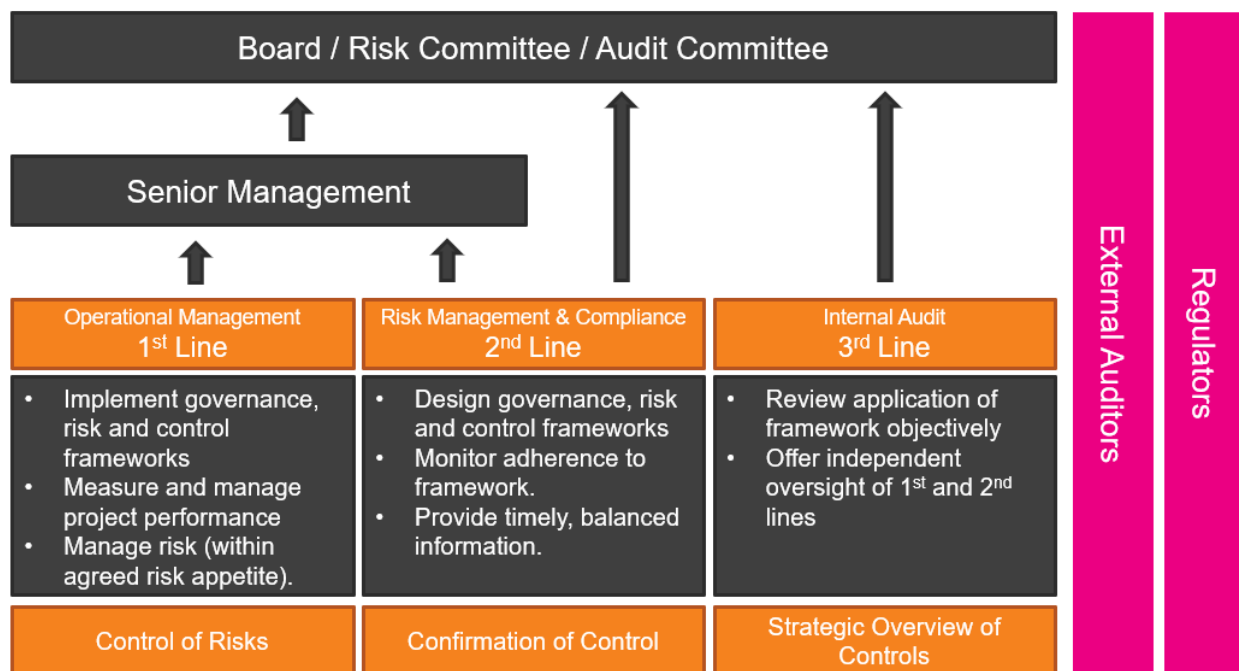 Board / Risk Committee / Audit Committee
Senior Management
Operational Management
1st Line
• Implement governance,
risk and control
frameworks
• Measure and manage
project performance
• Manage risk (within
agreed risk appetite).
Control of Risks
Risk Management & Compliance
2nd Line
• Design governance, risk
and control frameworks
• Monitor adherence to
framework.
• Provide timely, balanced
information.
Confirmation of Control
Internal Audit
3rd Line
• Review application of
framework objectively
• Offer independent
oversight of 1st and 2nd
lines
Strategic Overview of
Controls
External Auditors
Regulators